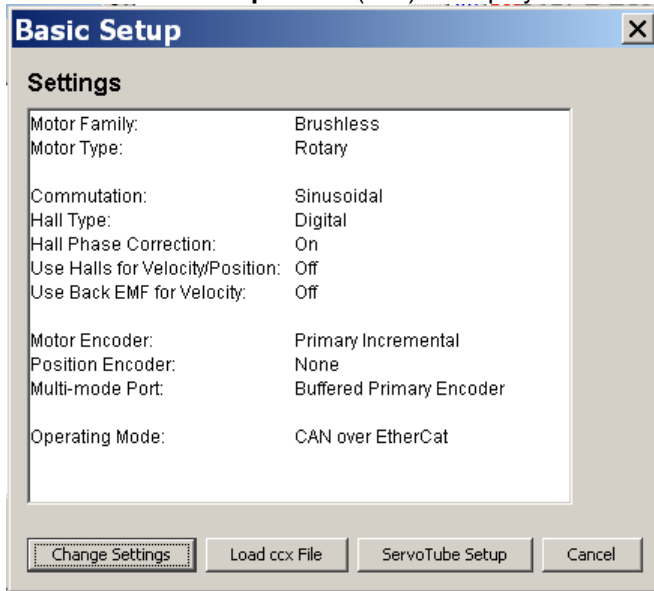 Basic Setup
Settings
Motor Family: Brushless
Motor Type: Rotary
Commutation: Sinusoidal
Hall Type: Digital
Hall Phase Correction: On
Use Halls for Velocity/Position: Off
Use Back EMF for Velocity: Off
Motor Encoder: Primary Incremental
Position Encoder: None
Multi-mode Port: Buffered Primary Encoder
Operating Mode: CAN over EtherCat
Change Settings Load ccx File ServoTube Setup Cancel